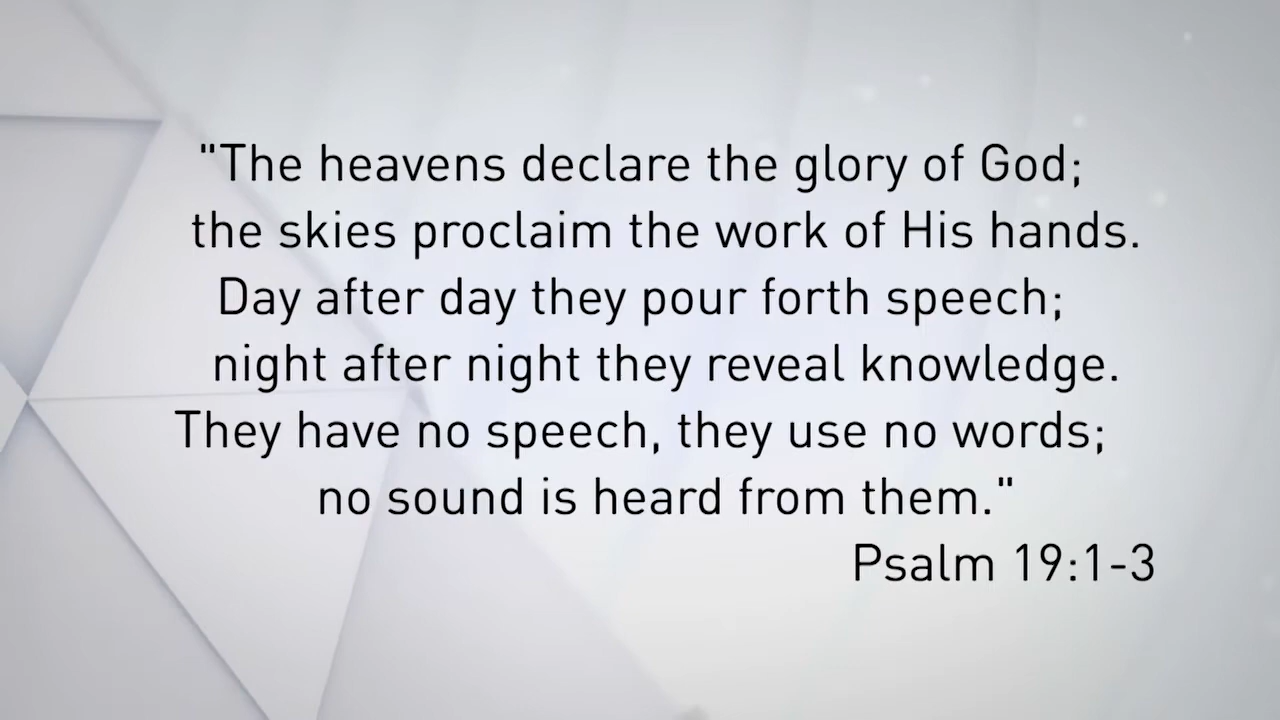 "The heavens declare the glory of God;
the skies proclaim the work of His hands.
Day after day they pour forth speech;
night after night they reveal knowledge.
They have no speech, they use no words;
no sound is heard from them."
Psalm 19:1-3